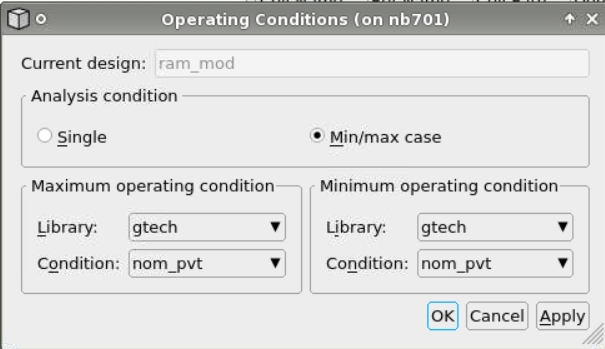 Operating Conditions (on nb701)
Current design: ram_mod
Analysis condition
Single
Min/max case
Maximum operating condition
Library: gtech
Condition: nom_pvt
Minimum operating condition
Library: gtech
Condition: nom_pvt
OK Cancel Apply